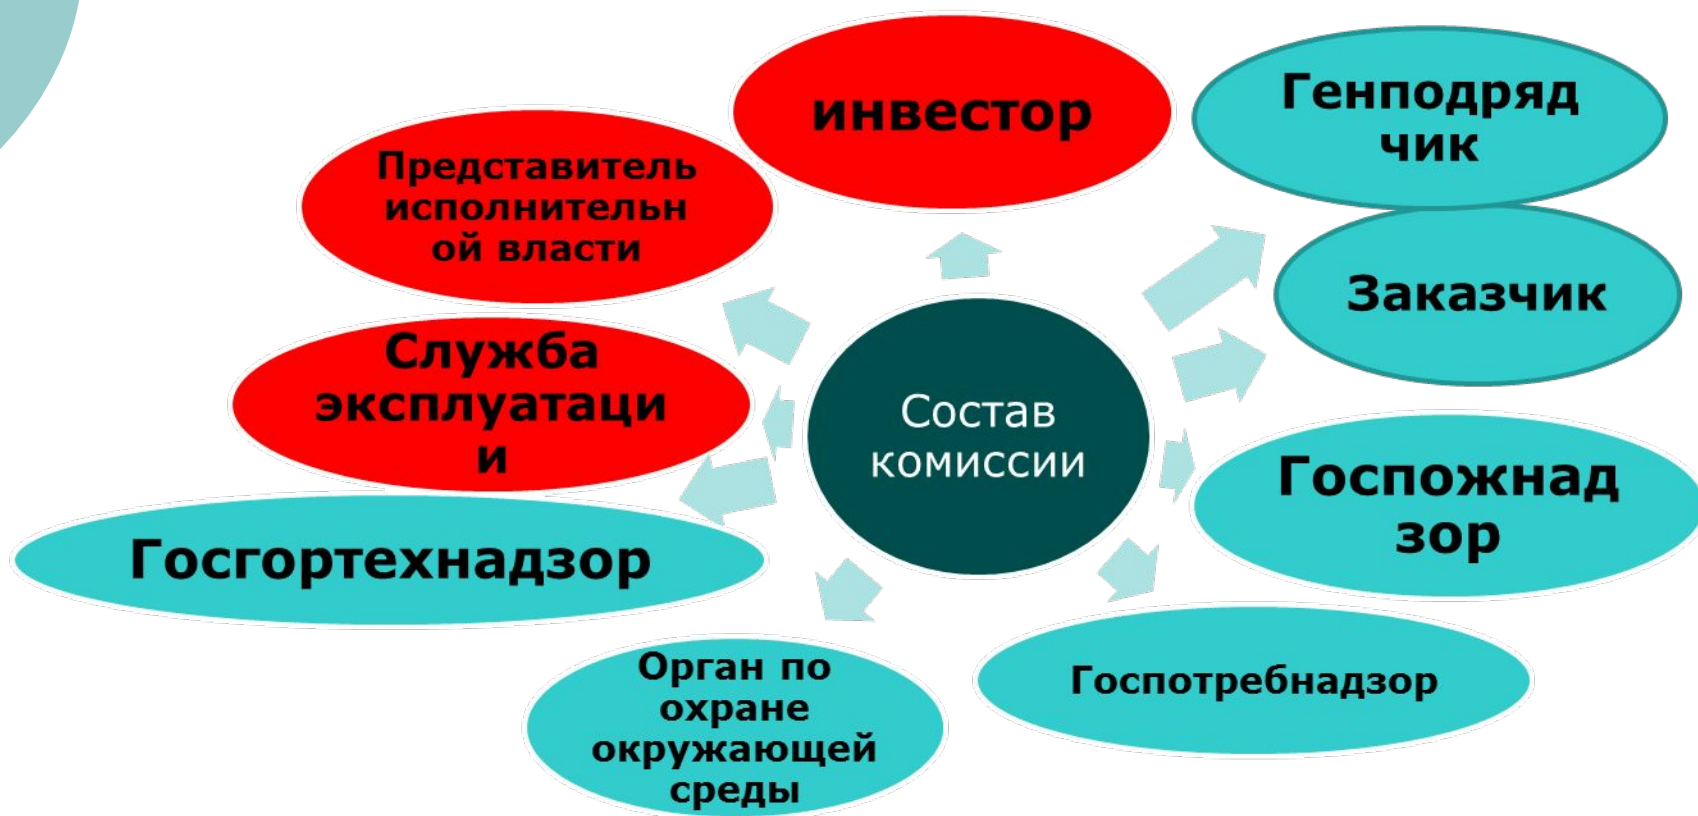 инвестор
Генподряд
чик
Представитель
исполнительн
ой власти
Заказчик
Служба
эксплуатаци
и
Состав
комиссии
Госпожнад
зор
Госгортехнадзор
Орган по
охране
окружающей
среды
Госпотребнадзор